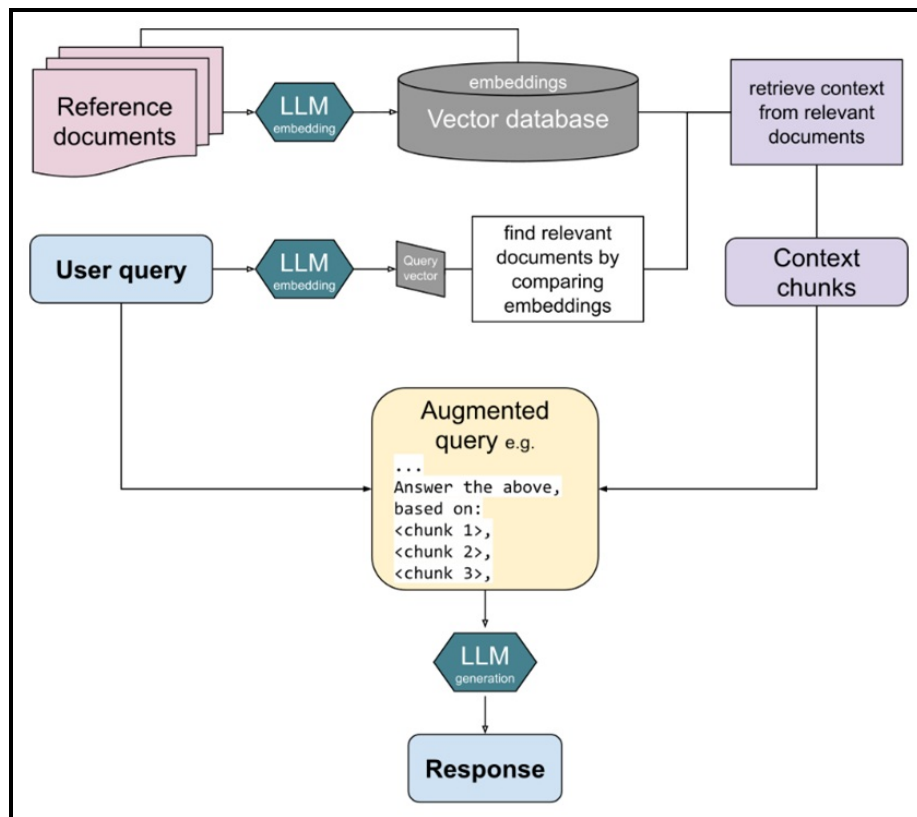 Reference
documents
LLM
embedding
embeddings
Vector database
retrieve context
from relevant
documents
User query
LLM
embedding
Query
vector
find relevant
documents by
comparing
embeddings
Context
chunks
Augmented
query e.g.
...
Answer the above,
based on:
<chunk 1>,
<chunk 2>,
<chunk 3>,
LLM
generation
Response